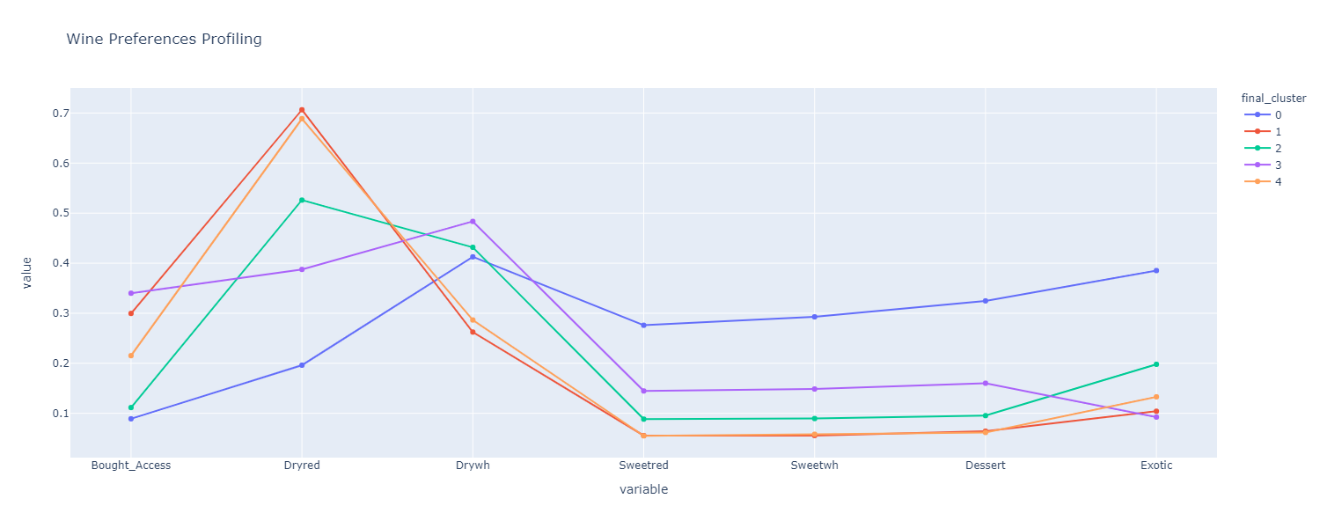 Wine Preferences Profiling
final_cluster
0
1
2
3
4
value
0.7
0.6
0.5
0.4
0.3
0.2
0.1
Bought_Access Dryred Drywh Sweetred Sweetwh Dessert Exotic
variable